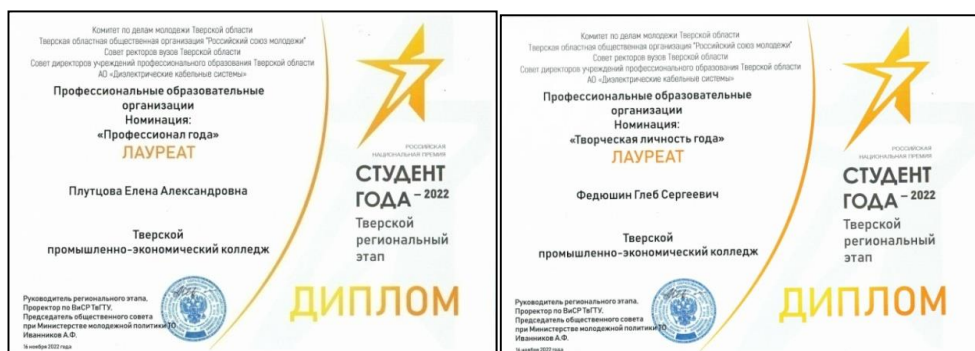 Комитет по делам молодежи Тверской области
Тверская областная общественная организация "Российский союз молодежи"
Совет ректоров вузов Тверской области
Совет директоров учреждений профессионального образования Тверской области
АО «Диэлектрические кабельные системы»
Профессиональные образовательные
организации
Номинация:
«Профессионал года»
ЛАУРЕАТ
Плутцова Елена Александровна
Тверской
промышленно-экономический колледж
Руководитель регионального этапа,
Проректор по ВиСР ТвГТУ,
Председатель общественного совета
при Министерстве молодежной политики ТО
Иванников А.Ф.
16 ноября 2022 года
РОССИЙСКАЯ
НАЦИОНАЛЬНАЯ ПРЕМИЯ
СТУДЕНТ
ГОДА – 2022
Тверской
региональный
этап
ДИПЛОМ
Комитет по делам молодежи Тверской области
Тверская областная общественная организация "Российский союз молодежи"
Совет ректоров вузов Тверской области
Совет директоров учреждений профессионального образования Тверской области
АО «Диэлектрические кабельные системы»
Профессиональные образовательные
организации
Номинация:
«Творческая личность года»
ЛАУРЕАТ
Федюшин Глеб Сергеевич
Тверской
промышленно-экономический колледж
Руководитель регионального этапа,
Проректор по ВиСР ТвГТУ,
Председатель общественного совета
при Министерстве молодежной политики ТО
Иванников А.Ф.
16 ноября 2022 года
РОССИЙСКАЯ
НАЦИОНАЛЬНАЯ ПРЕМИЯ
СТУДЕНТ
ГОДА – 2022
Тверской
региональный
этап
ДИПЛОМ